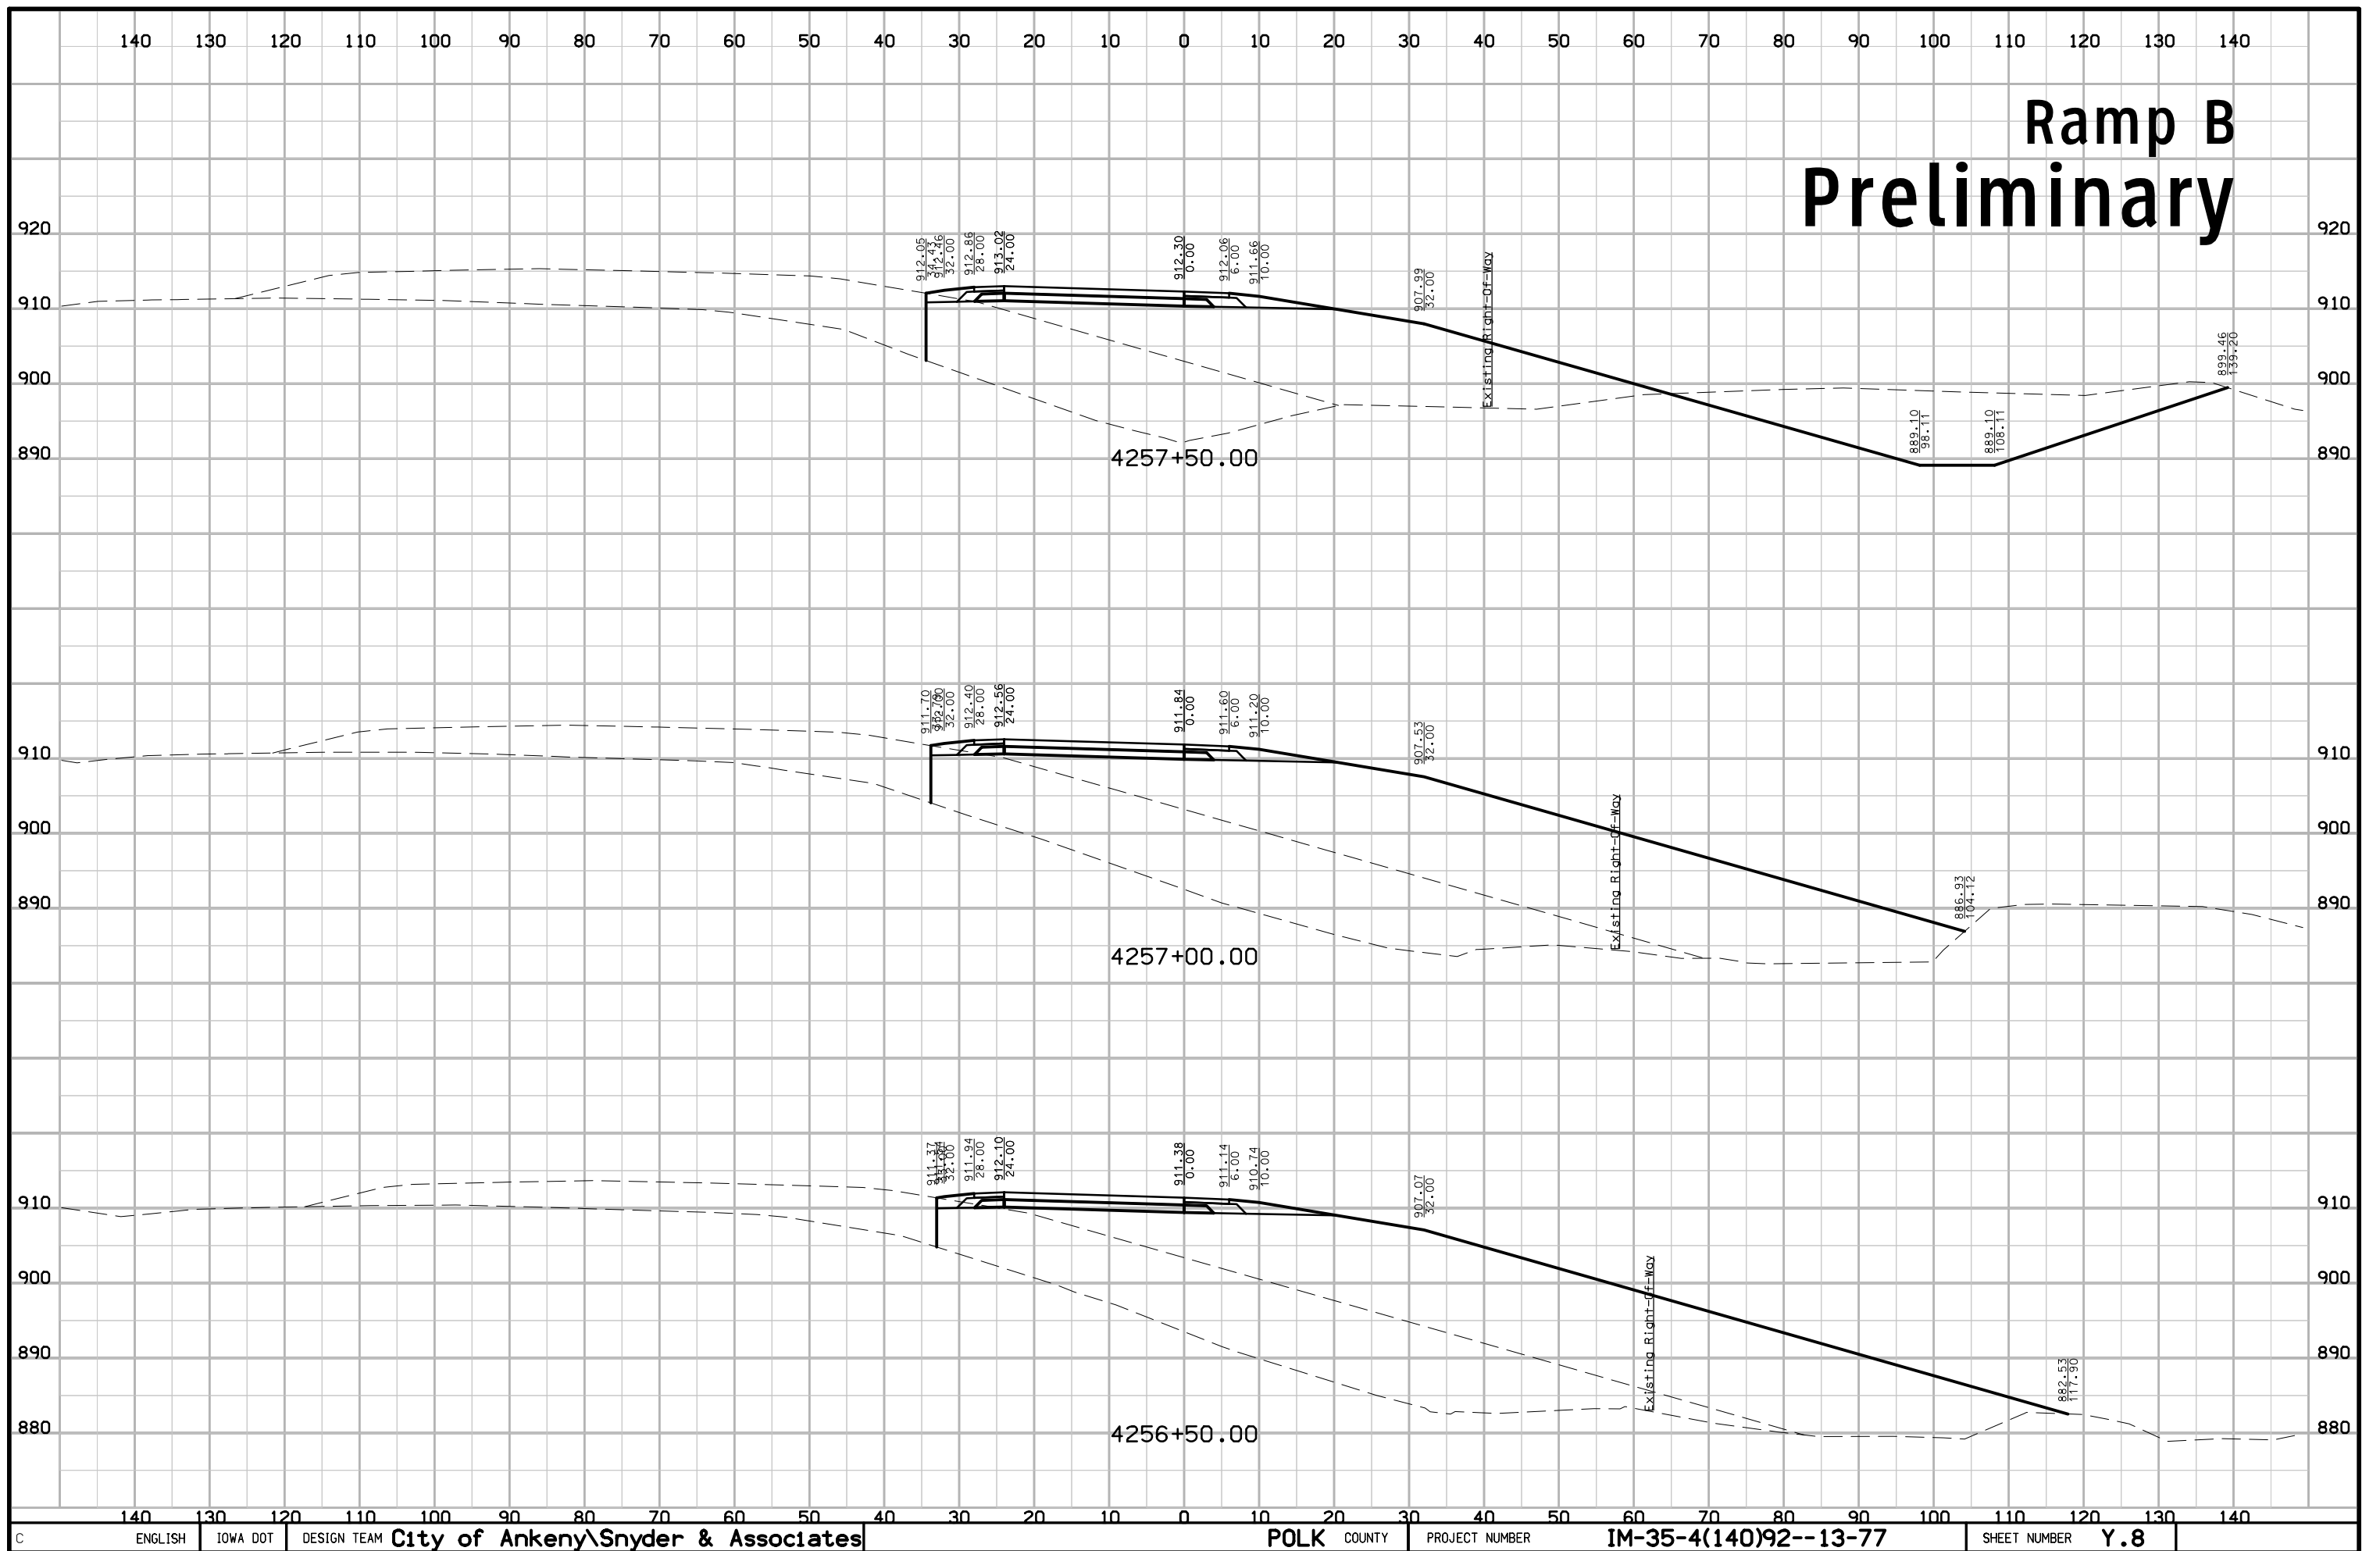 140 130 120 110 100 90 80 70 60 50 40 30 20 10 0 10 20 30 40 50 60 70 80 90 100 110 120 130 140
Ramp B
Preliminary
920 920
912.05 912.46 912.86 913.02 912.30 912.06 911.66
34.43 32.00 28.00 24.00 0.00 6.00 10.00
907.99
32.00
Existing Right-Of-Way
910 910
899.46
139.20
900 900
889.10 889.10
98.11 108.11
890 890
4257+50.00
911.70 912.40 912.56 911.84 911.60 911.20
32.00 28.00 24.00 0.00 6.00 10.00
907.53
32.00
910 910
Existing Right-Of-Way
900 900
886.93
104.12
890 890
4257+00.00
911.37 911.94 912.10 911.38 911.14 910.74
32.00 28.00 24.00 0.00 6.00 10.00
907.07
32.00
910 910
Existing Right-Of-Way
900 900
890 890
882.53
117.90
880 880
4256+50.00
140 130 120 110 100 90 80 70 60 50 40 30 20 10 0 10 20 30 40 50 60 70 80 90 100 110 120 130 140
C ENGLISH IOWA DOT DESIGN TEAM City of Ankeny\Snyder & Associates POLK COUNTY PROJECT NUMBER IM-35-4(140)92--13-77 SHEET NUMBER Y.8